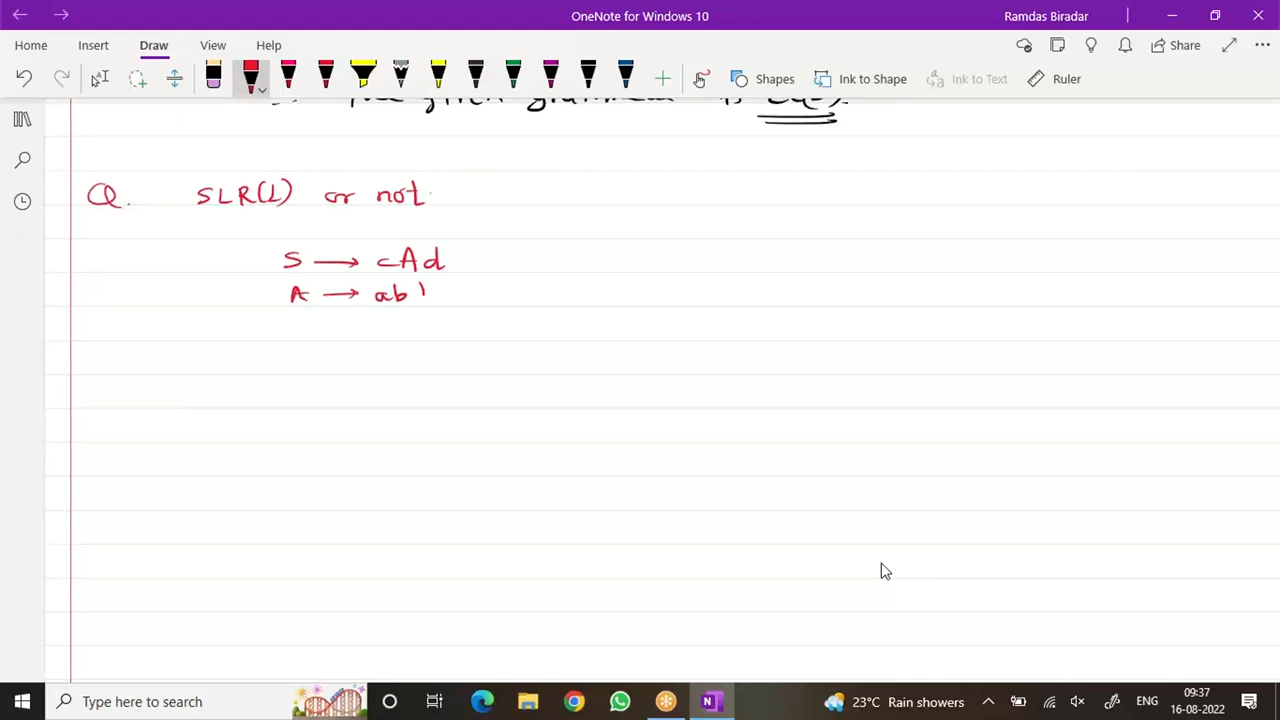 OneNote for Windows 10
Ramdas Biradar
Home Insert Draw View Help
Share
Shapes Ink to Shape Ink to Text Ruler
Q. SLR(1) or not
S → cAd
A → ab |
Type here to search
23°C Rain showers
ENG
09:37
16-08-2022